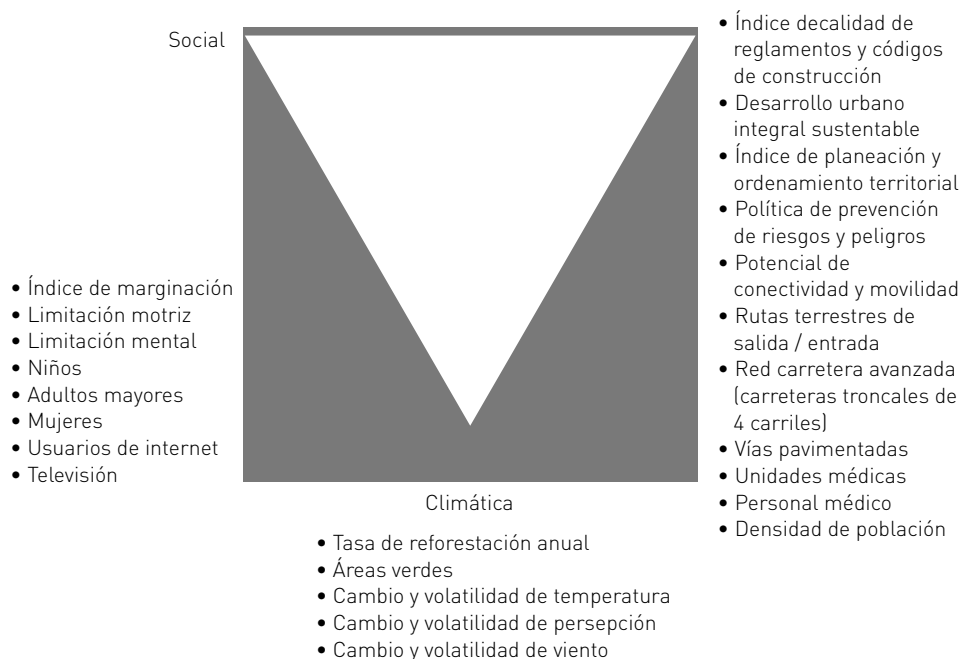 Social
• Índice de marginación
• Limitación motriz
• Limitación mental
• Niños
• Adultos mayores
• Mujeres
• Usuarios de internet
• Televisión
• Índice decalidad de
reglamentos y códigos
de construcción
• Desarrollo urbano
integral sustentable
• Índice de planeación y
ordenamiento territorial
• Política de prevención
de riesgos y peligros
• Potencial de
conectividad y movilidad
• Rutas terrestres de
salida / entrada
• Red carretera avanzada
(carreteras troncales de
4 carriles)
• Vías pavimentadas
• Unidades médicas
• Personal médico
• Densidad de población
Climática
• Tasa de reforestación anual
• Áreas verdes
• Cambio y volatilidad de temperatura
• Cambio y volatilidad de persepción
• Cambio y volatilidad de viento